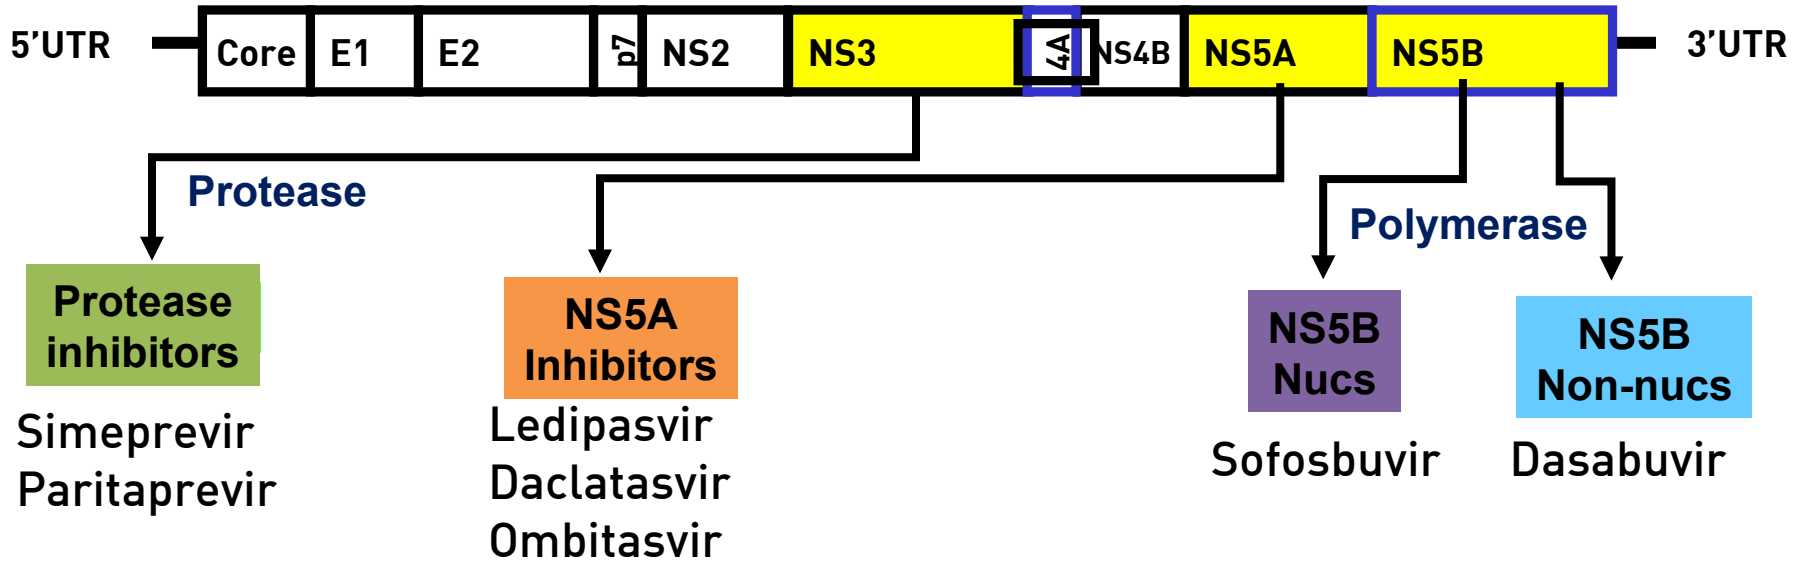 5'UTR Core E1 E2 p7 NS2 NS3 4A NS4B NS5A NS5B 3'UTR
Protease
Polymerase
Protease
inhibitors
Simeprevir
Paritaprevir
NS5A
Inhibitors
Ledipasvir
Daclatasvir
Ombitasvir
NS5B
Nucs
Sofosbuvir
NS5B
Non-nucs
Dasabuvir